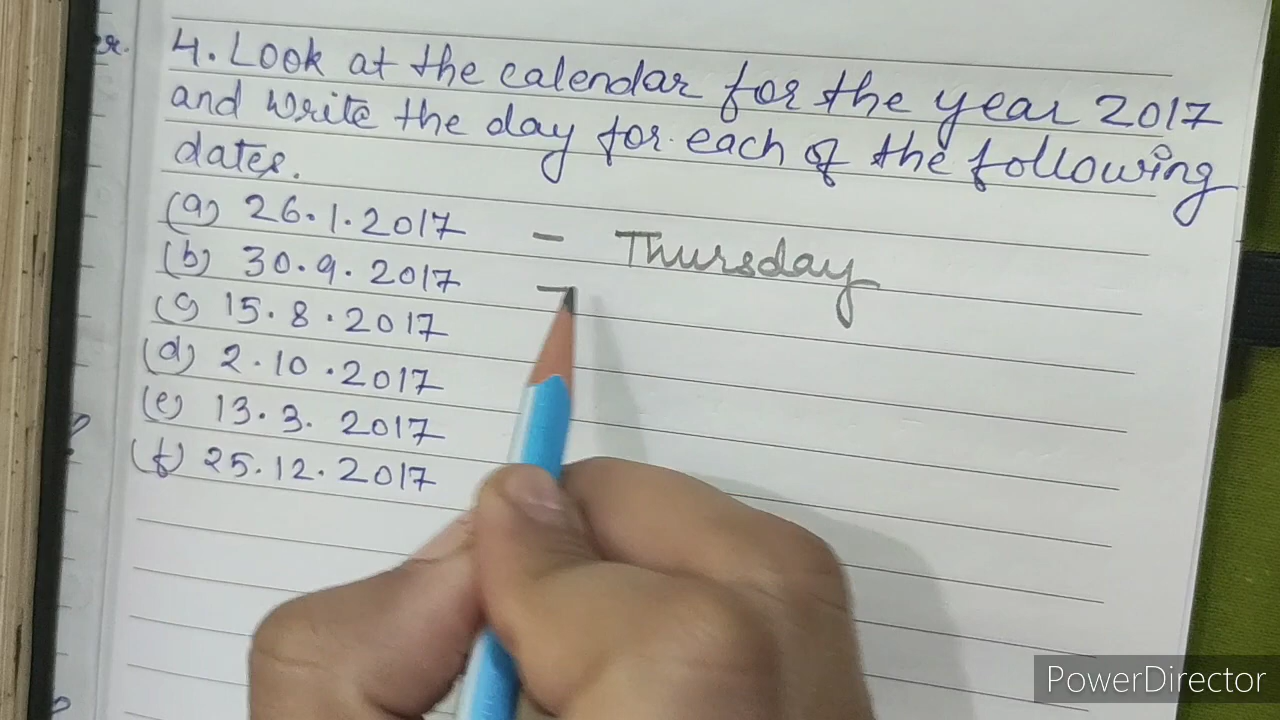 4. Look at the calendar for the year 2017
and write the day for each of the following
dates.
(a) 26.1.2017 - Thursday
(b) 30.9.2017 -
(c) 15.8.2017
(d) 2.10.2017
(e) 13.3.2017
(f) 25.12.2017
PowerDirector